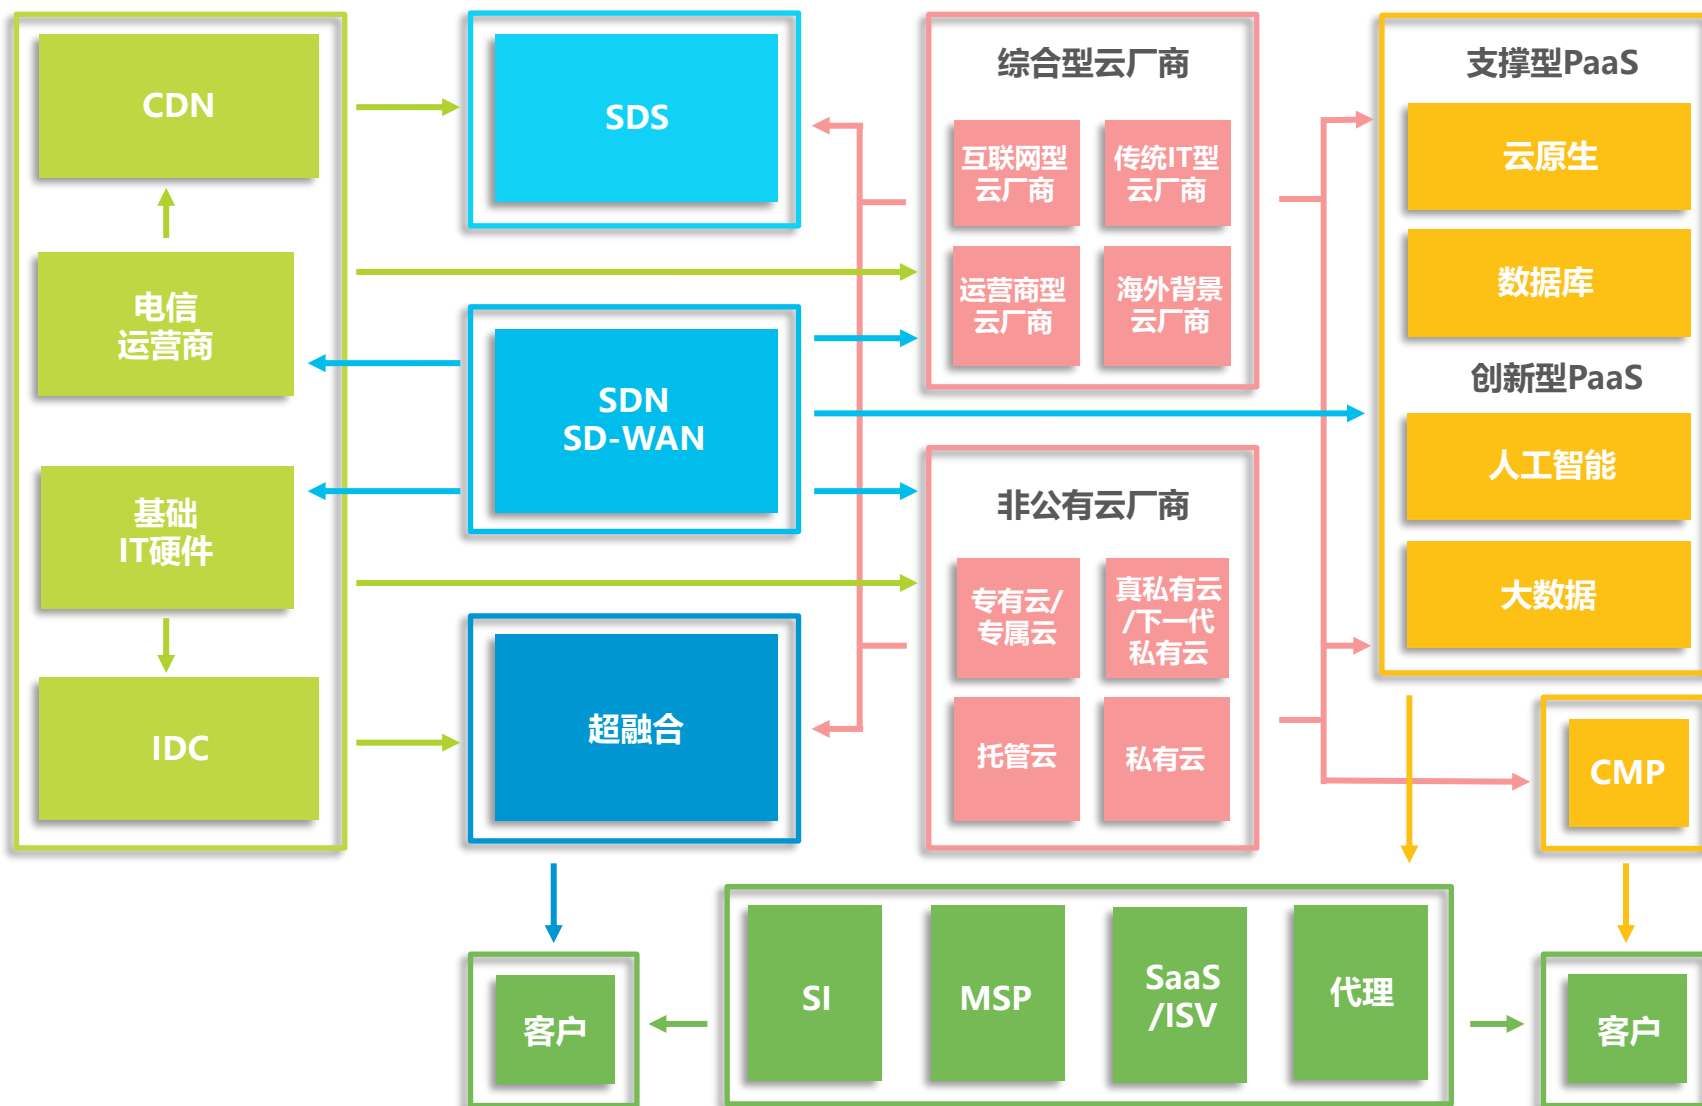 CDN
电信
运营商
基础
IT硬件
IDC
SDS
SDN
SD-WAN
超融合
综合型云厂商
互联网型
云厂商
传统IT型
云厂商
运营商型
云厂商
海外背景
云厂商
非公有云厂商
专有云/
专属云
真私有云
/下一代
私有云
托管云
私有云
支撑型PaaS
云原生
数据库
创新型PaaS
人工智能
大数据
CMP
客户
SI
MSP
SaaS
/ISV
代理
客户